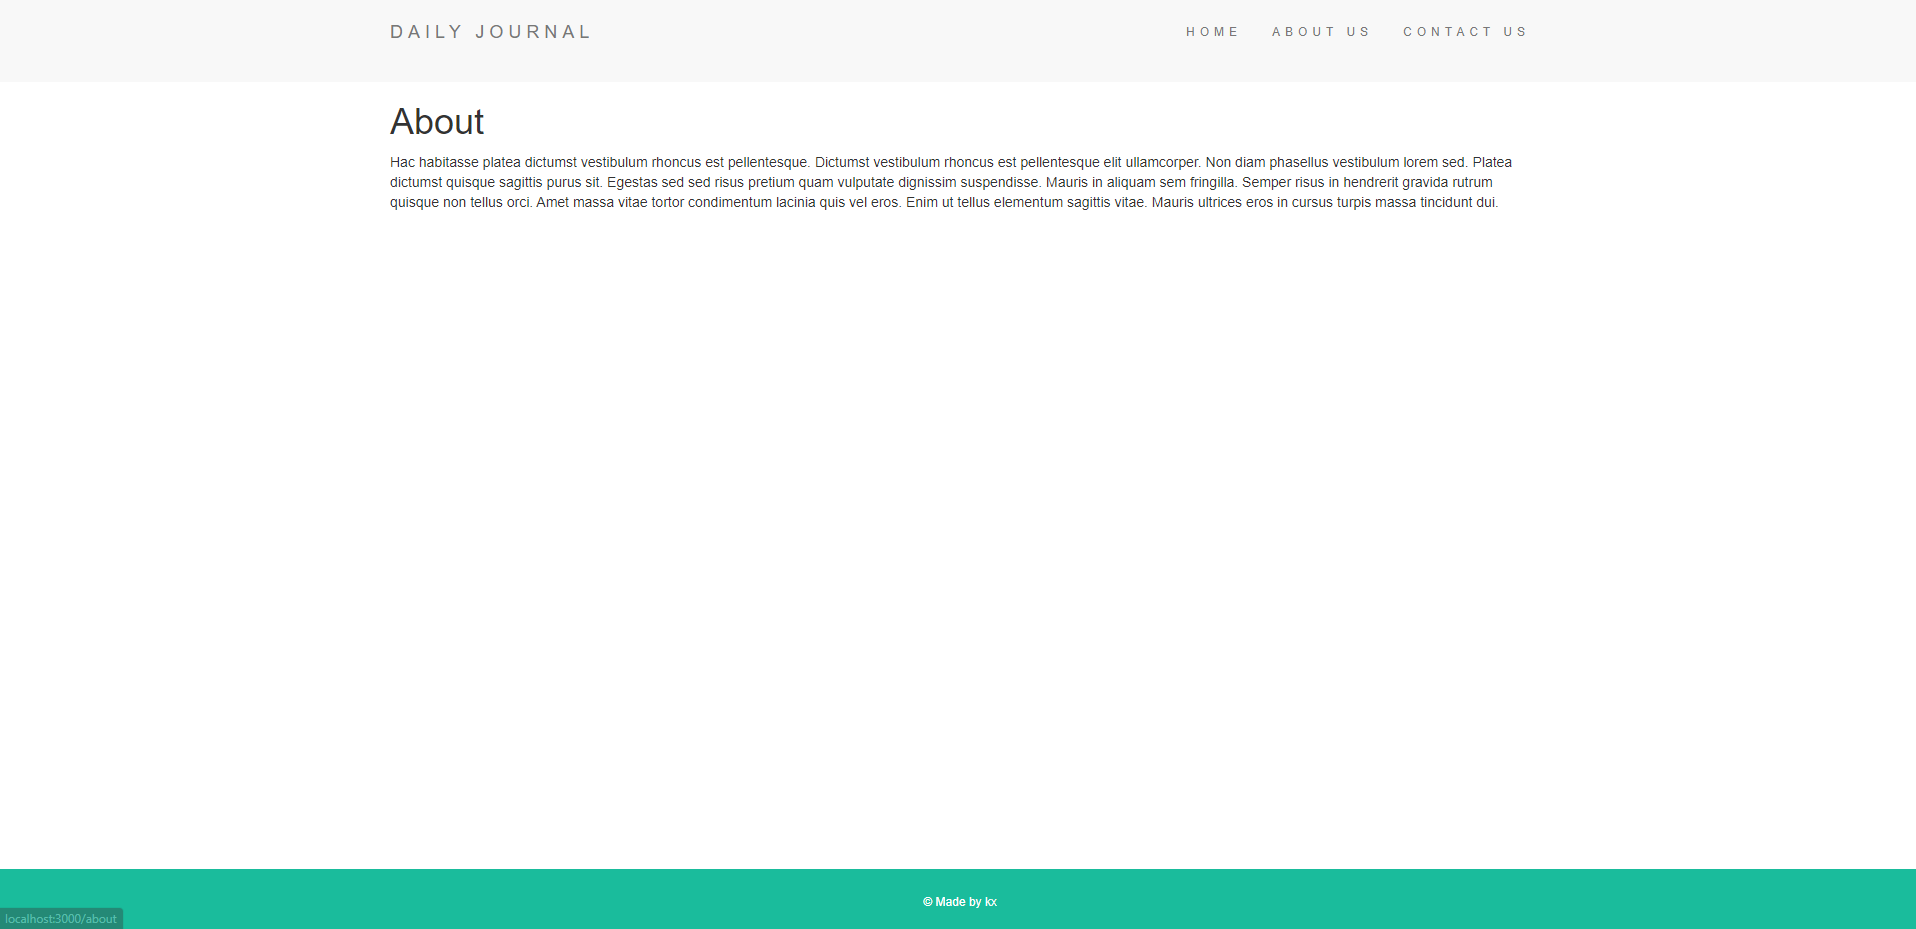 DAILY JOURNAL
HOME ABOUT US CONTACT US
About
Hac habitasse platea dictumst vestibulum rhoncus est pellentesque. Dictumst vestibulum rhoncus est pellentesque elit ullamcorper. Non diam phasellus vestibulum lorem sed. Platea
dictumst quisque sagittis purus sit. Egestas sed sed risus pretium quam vulputate dignissim suspendisse. Mauris in aliquam sem fringilla. Semper risus in hendrerit gravida rutrum
quisque non tellus orci. Amet massa vitae tortor condimentum lacinia quis vel eros. Enim ut tellus elementum sagittis vitae. Mauris ultrices eros in cursus turpis massa tincidunt dui.
© Made by kx
localhost:3000/about